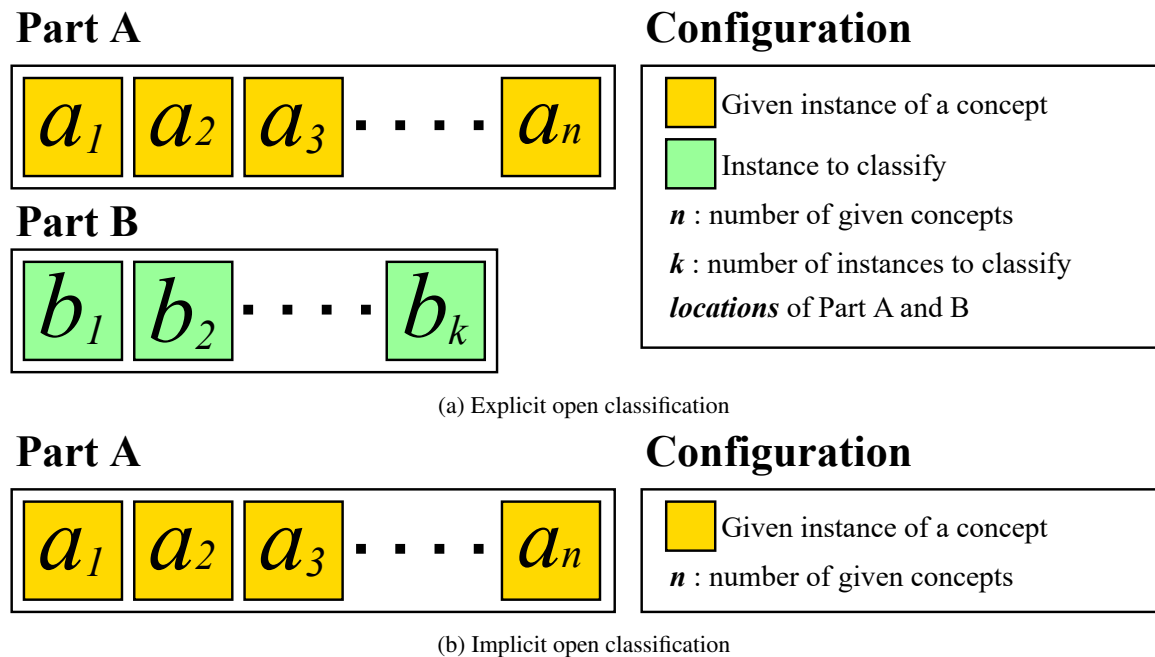 Part A
Configuration
a1 a2 a3 · · · · an
Given instance of a concept
Instance to classify
n : number of given concepts
k : number of instances to classify
locations of Part A and B
Part B
b1 b2 · · · · bk
(a) Explicit open classification
Part A
Configuration
a1 a2 a3 · · · · an
Given instance of a concept
n : number of given concepts
(b) Implicit open classification